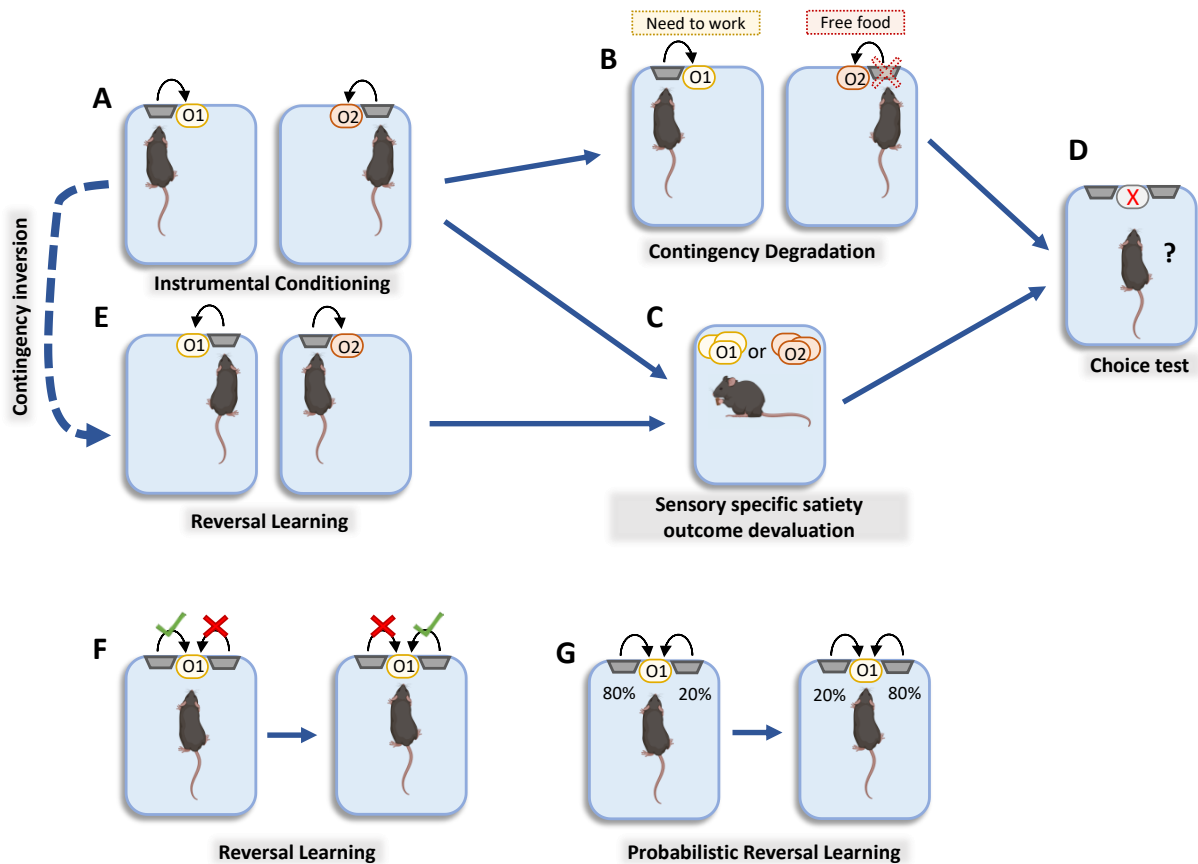 Need to work
Free food
B
O1
O2
A
O1
O2
D
X
?
Instrumental Conditioning
Contingency Degradation
Choice test
Contingency inversion
E
O1
O2
C
O1 or O2
Reversal Learning
Sensory specific satiety
outcome devaluation
F
O1
O1
G
O1
80% 20%
O1
20% 80%
Reversal Learning
Probabilistic Reversal Learning